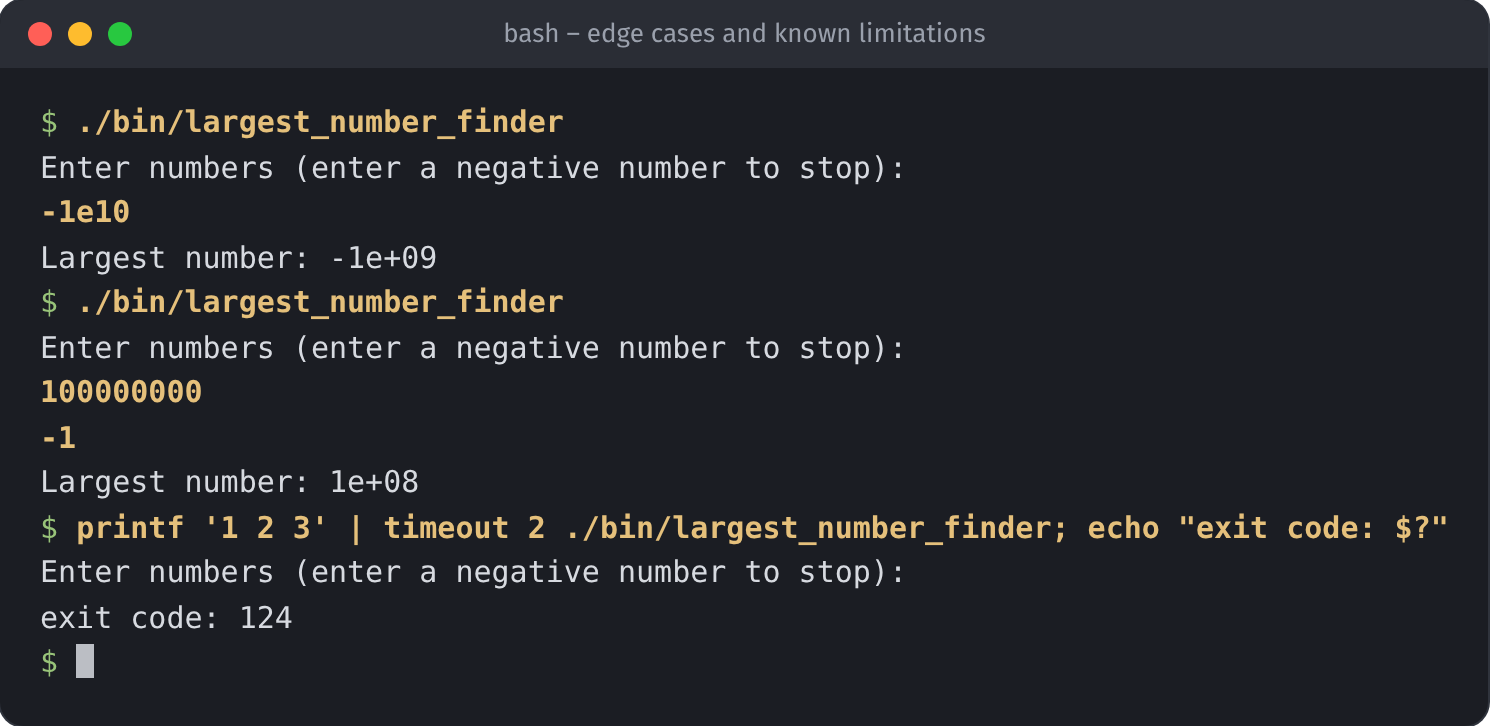 bash – edge cases and known limitations
$ ./bin/largest_number_finder
Enter numbers (enter a negative number to stop):
-1e10
Largest number: -1e+09
$ ./bin/largest_number_finder
Enter numbers (enter a negative number to stop):
100000000
-1
Largest number: 1e+08
$ printf '1 2 3' | timeout 2 ./bin/largest_number_finder; echo "exit code: $?"
Enter numbers (enter a negative number to stop):
exit code: 124
$